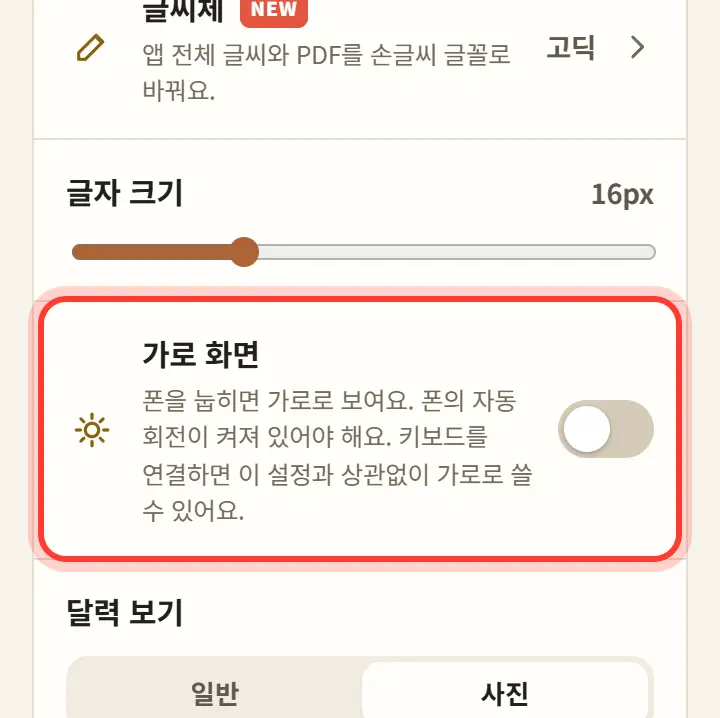 글씨체 NEW
앱 전체 글씨와 PDF를 손글씨 글꼴로
바꿔요.
고딕
글자 크기
16px
가로 화면
폰을 눕히면 가로로 보여요. 폰의 자동
회전이 켜져 있어야 해요. 키보드를
연결하면 이 설정과 상관없이 가로로 쓸
수 있어요.
달력 보기
일반
사진